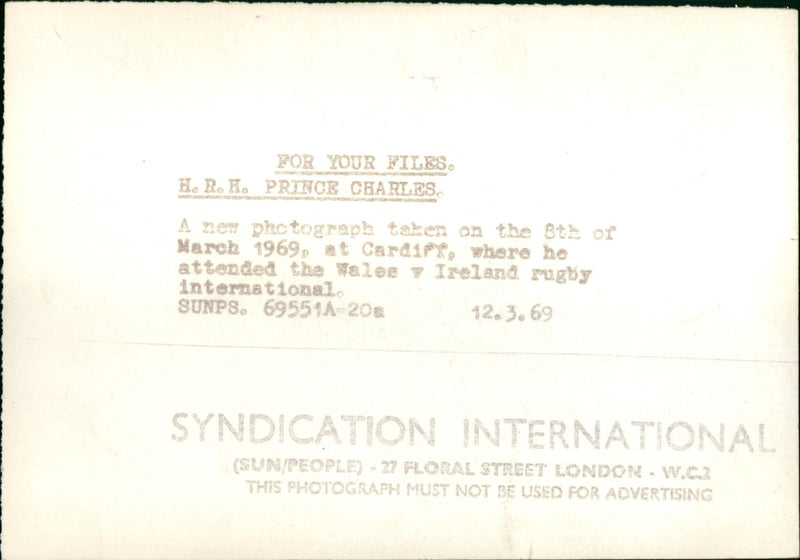 FOR YOUR FILES.
H.R.H. PRINCE CHARLES.
A new photograph taken on the 8th of
March 1969, at Cardiff, where he
attended the Wales v Ireland rugby
international.
SUNPS. 69551A-20a 12.3.69
SYNDICATION INTERNATIONAL
(SUN/PEOPLE) - 27 FLORAL STREET LONDON - W.C.2
THIS PHOTOGRAPH MUST NOT BE USED FOR ADVERTISING